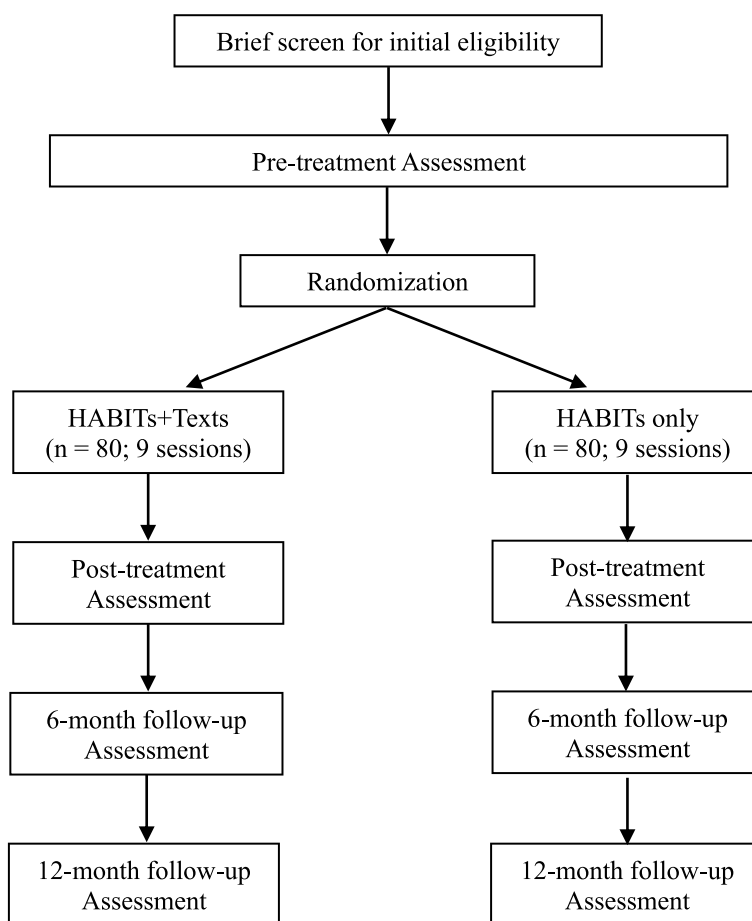 Brief screen for initial eligibility
Pre-treatment Assessment
Randomization
HABITs+Texts
(n = 80; 9 sessions)
HABITs only
(n = 80; 9 sessions)
Post-treatment
Assessment
Post-treatment
Assessment
6-month follow-up
Assessment
6-month follow-up
Assessment
12-month follow-up
Assessment
12-month follow-up
Assessment